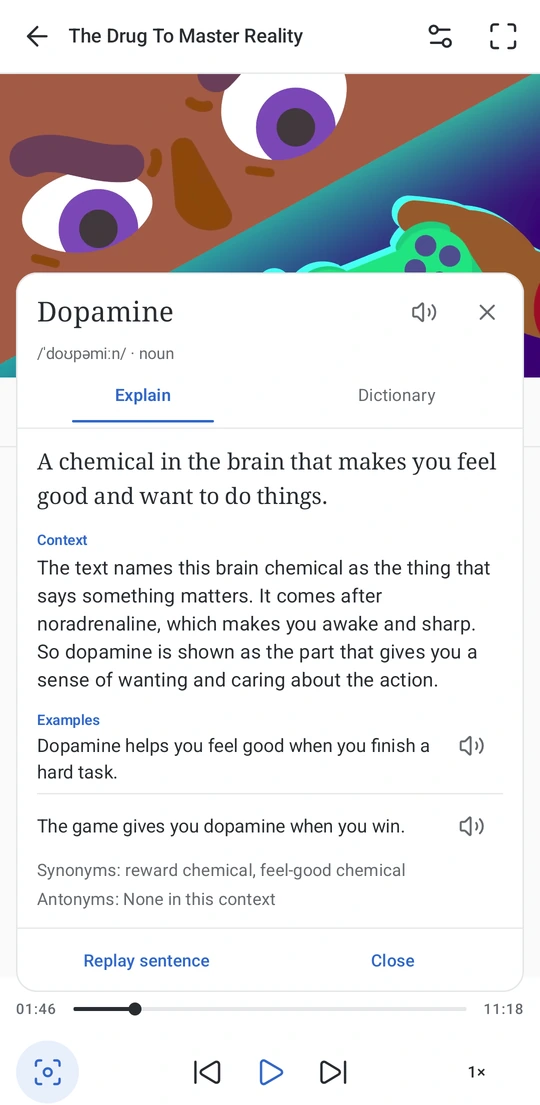 The Drug To Master Reality
Dopamine
/ˈdoʊpəmiːn/ · noun
Explain
Dictionary
A chemical in the brain that makes you feel
good and want to do things.
Context
The text names this brain chemical as the thing that
says something matters. It comes after
noradrenaline, which makes you awake and sharp.
So dopamine is shown as the part that gives you a
sense of wanting and caring about the action.
Examples
Dopamine helps you feel good when you finish a
hard task.
The game gives you dopamine when you win.
Synonyms: reward chemical, feel-good chemical
Antonyms: None in this context
Replay sentence
Close
01:46
11:18
1×